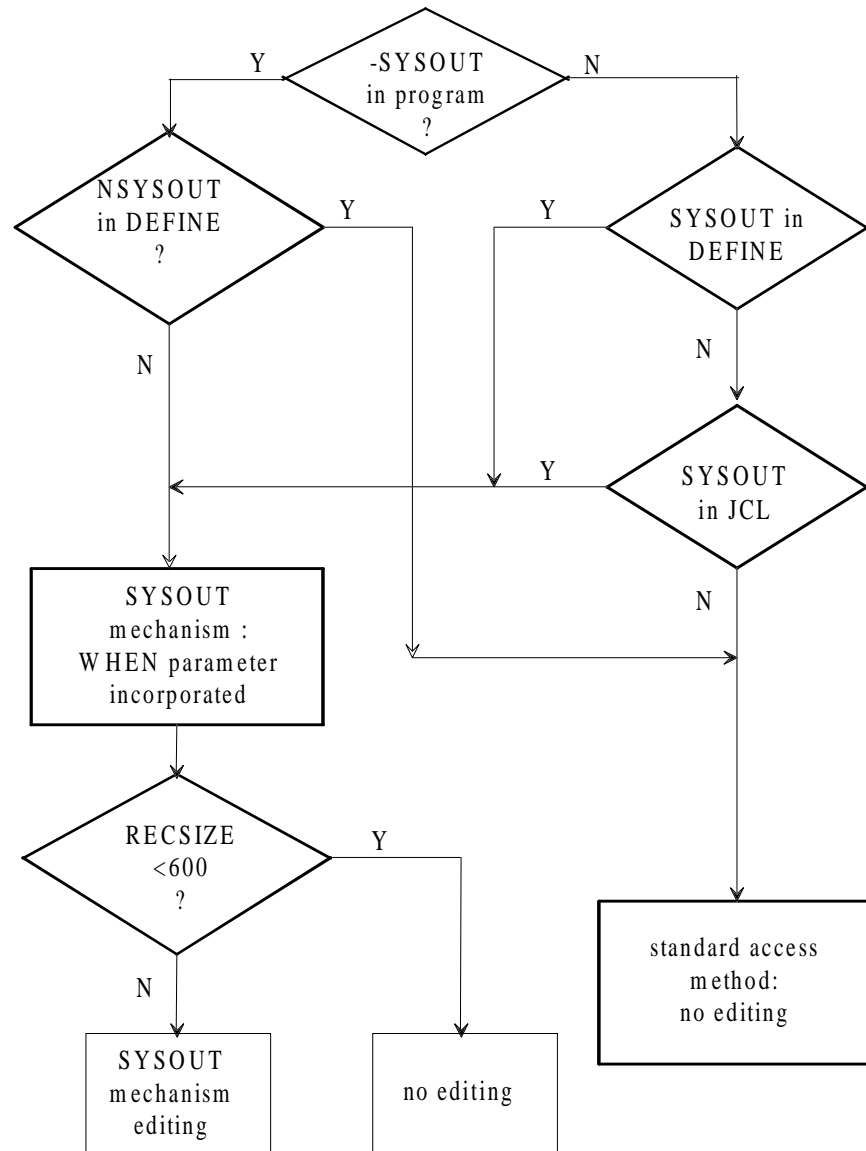 -SYSOUT
in program
?
Y
N
NSYSOUT
in DEFINE
?
Y
N
SYSOUT in
DEFINE
Y
N
SYSOUT
in JCL
Y
N
SYSOUT
mechanism :
WHEN parameter
incorporated
RECSIZE
<600
?
Y
N
standard access
method:
no editing
SYSOUT
mechanism
editing
no editing